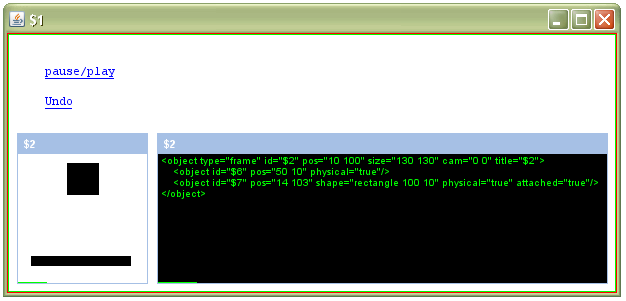 $1
pause/play
Undo
$2
$2
<object type="frame" id="$2" pos="10 100" size="130 130" cam="0 0" title="$2">
<object id="$6" pos="50 10" physical="true"/>
<object id="$7" pos="14 103" shape="rectangle 100 10" physical="true" attached="true"/>
</object>